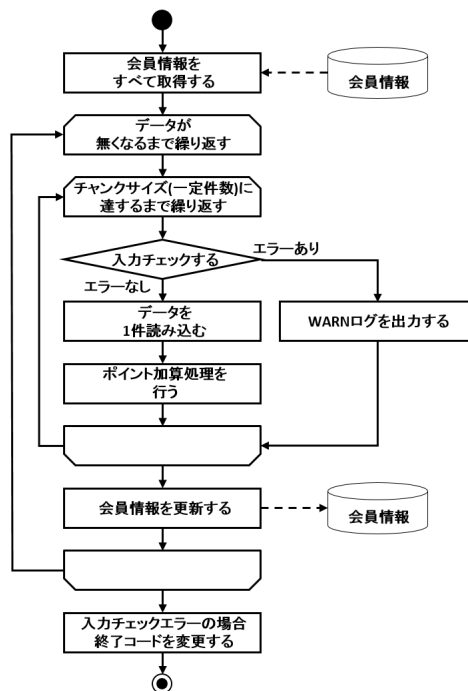 会員情報を
すべて取得する
会員情報
データが
無くなるまで繰り返す
チャンクサイズ(一定件数)に
達するまで繰り返す
入力チェックする
エラーあり
エラーなし
データを
1件読み込む
WARNログを出力する
ポイント加算処理を
行う
会員情報を更新する
会員情報
入力チェックエラーの場合
終了コードを変更する